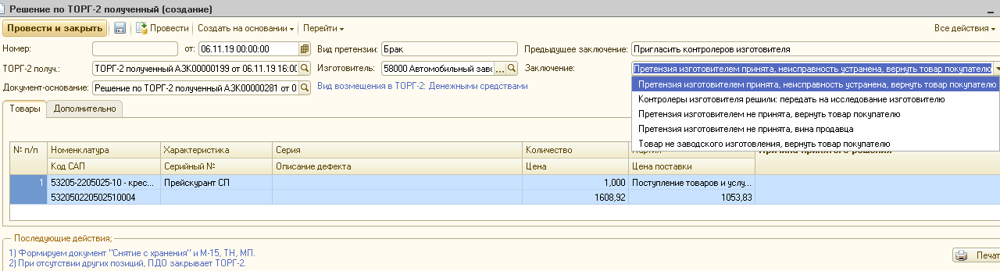 Решение по ТОРГ-2 полученный (создание)
Провести и закрыть Провести Создать на основании Перейти Все действия
Номер: от: 06.11.19 00:00:00 Вид претензии: Брак Предыдущее заключение: Пригласить контролеров изготовителя
ТОРГ-2 получ.: ТОРГ-2 полученный АЗК00000199 от 06.11.19 16:00 Изготовитель: 58000 Автомобильный заво ... Заключение: Претензия изготовителем принята, неисправность устранена, вернуть товар покупателю
Документ-основание: Решение по ТОРГ-2 полученный АЗК00000281 от 0 Вид возмещения в ТОРГ-2: Денежными средствами
Претензия изготовителем принята, неисправность устранена, вернуть товар покупателю
Контролеры изготовителя решили: передать на исследование изготовителю
Претензия изготовителем не принята, вернуть товар покупателю
Претензия изготовителем не принята, вина продавца
Товар не заводского изготовления, вернуть товар покупателю
Товары Дополнительно
№ п/п Номенклатура Характеристика Серия Количество Партия Причина принятого решения
Код САП Серийный № Описание дефекта Цена Цена поставки
1 53205-2205025-10 - крес... Прейскурант СП 1,000 Поступление товаров и услу...
532050220502510004 1608,92 1053,83
Последующие действия;
1) Формируем документ "Снятие с хранения" и М-15, ТН, МП.
2) При отсутствии других позиций, ПДО закрывает ТОРГ-2.
Печат